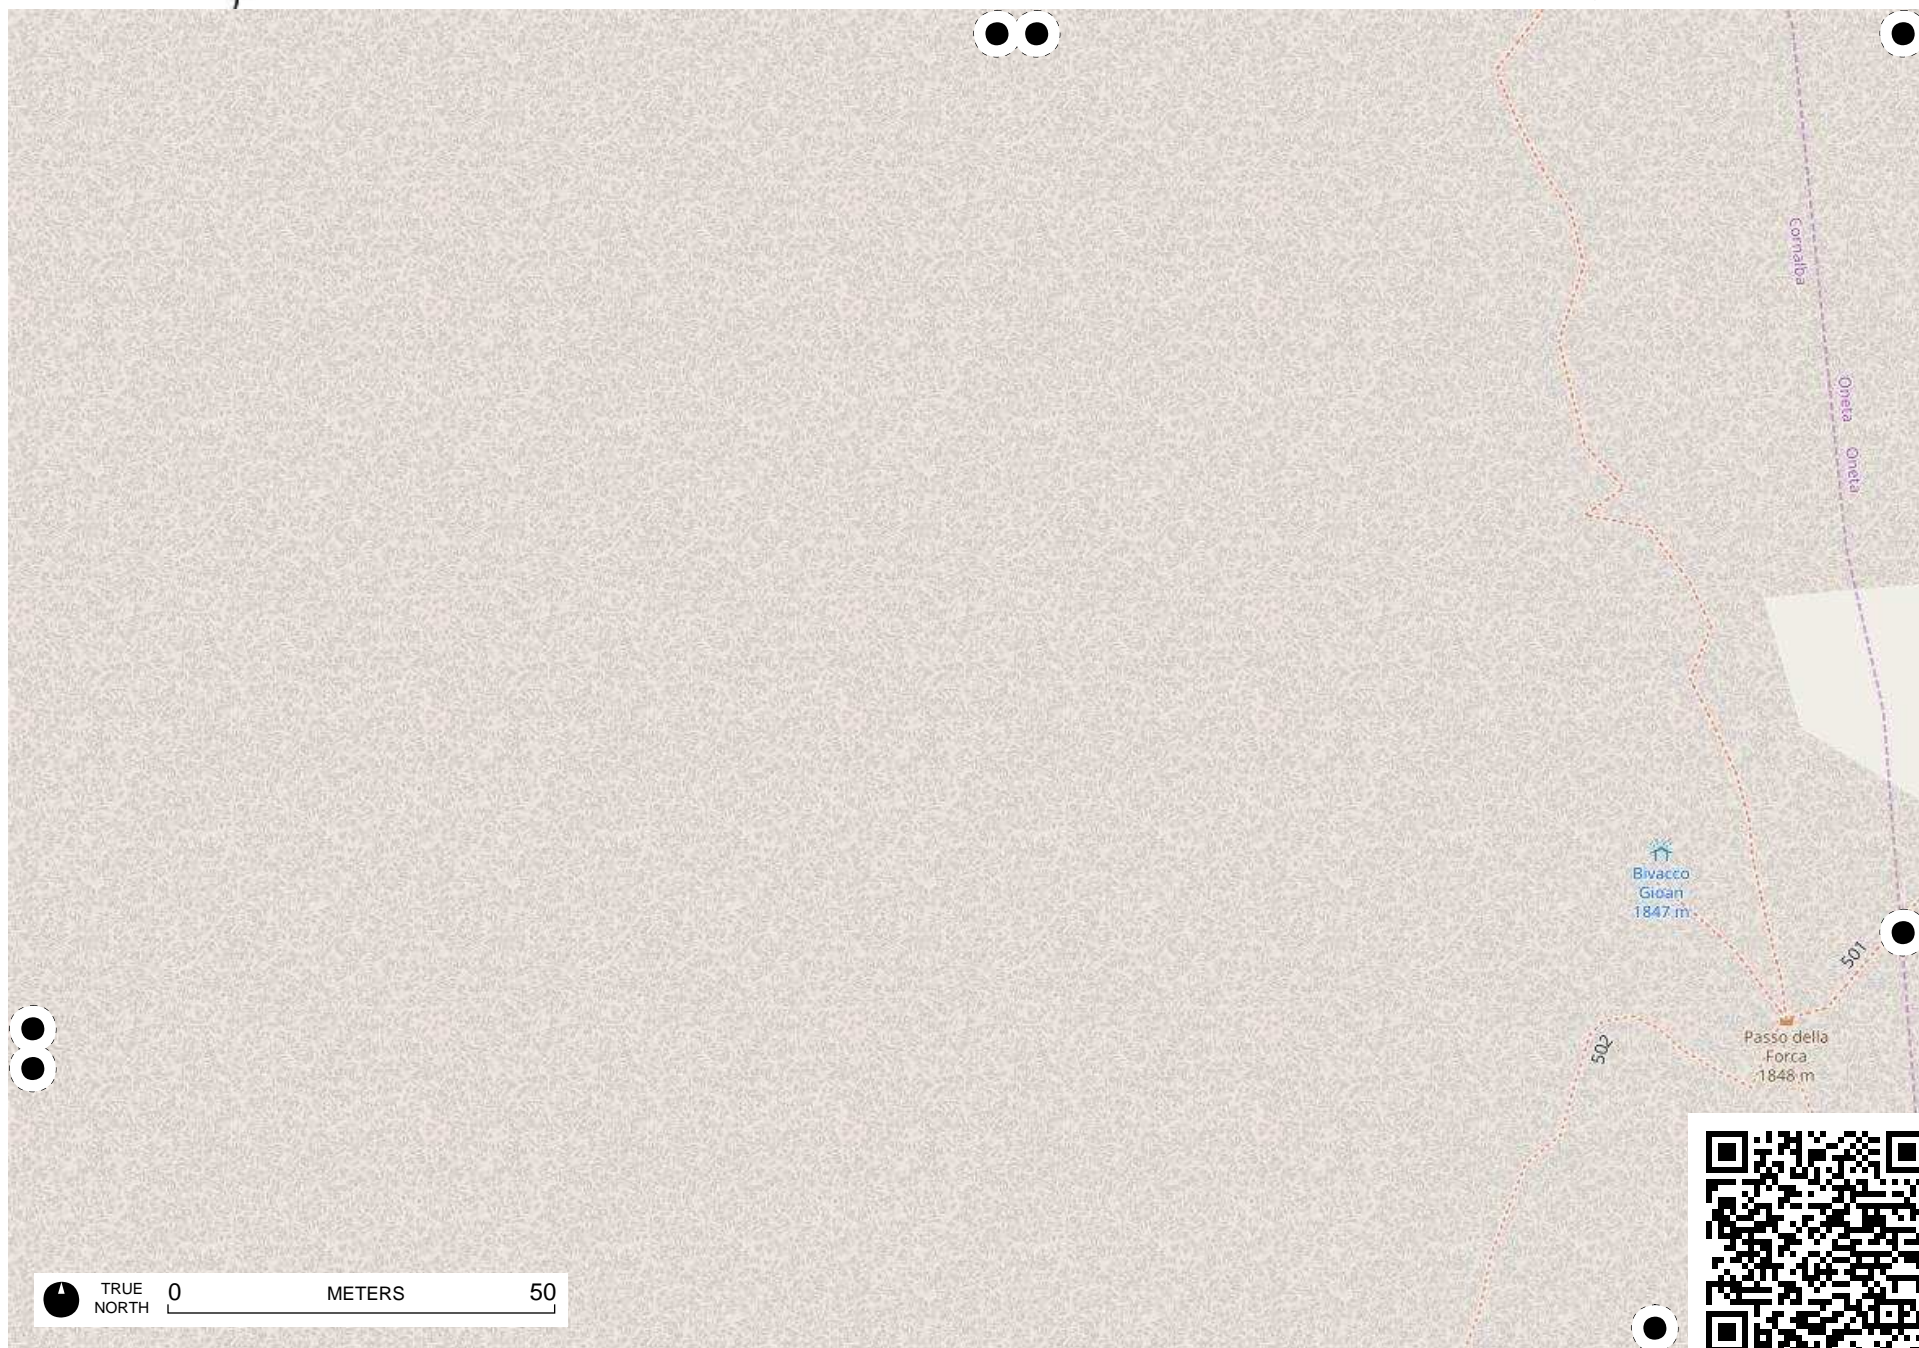 Cornalba
Oneta
Oneta
Bivacco
Gioan
1847 m
501
502
Passo della
Forca
1848 m
TRUE
NORTH
0 METERS 50